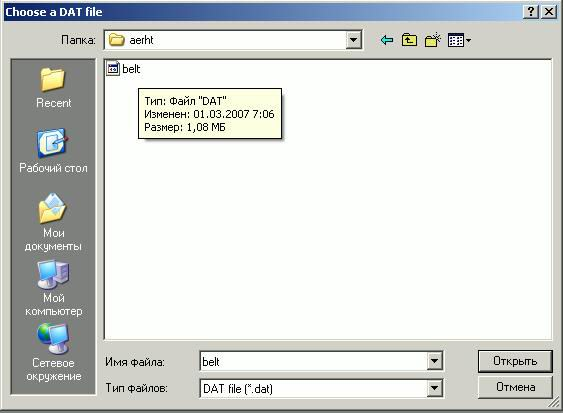 Choose a DAT file
Папка:
aerht
belt
Тип: Файл "DAT"
Изменен: 01.03.2007 7:06
Размер: 1,08 МБ
Recent
Рабочий стол
Мои
документы
Мой
компьютер
Сетевое
окружение
Имя файла:
belt
Открыть
Тип файлов:
DAT file (*.dat)
Отмена